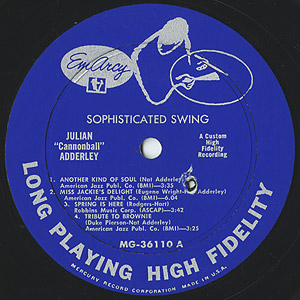 EmArcy
SOPHISTICATED SWING
JULIAN
"Cannonball"
ADDERLEY
A Custom
High
Fidelity
Recording
1. ANOTHER KIND OF SOUL (Nat Adderley)
American Jazz Publ. Co. (BMI)—3:35
2. MISS JACKIE'S DELIGHT (Eugene Wright-Nat Adderley)
American Jazz Publ. Co. (BMI)—6:04
3. SPRING IS HERE (Rodgers-Hart)
Robbins Music Corp. (ASCAP)—3:42
4. TRIBUTE TO BROWNIE
(Duke Pierson-Nat Adderley)
American Jazz Publ. Co. (BMI)—3:25
MG-36110 A
LONG PLAYING HIGH FIDELITY
MERCURY RECORD CORPORATION MADE IN U.S.A.